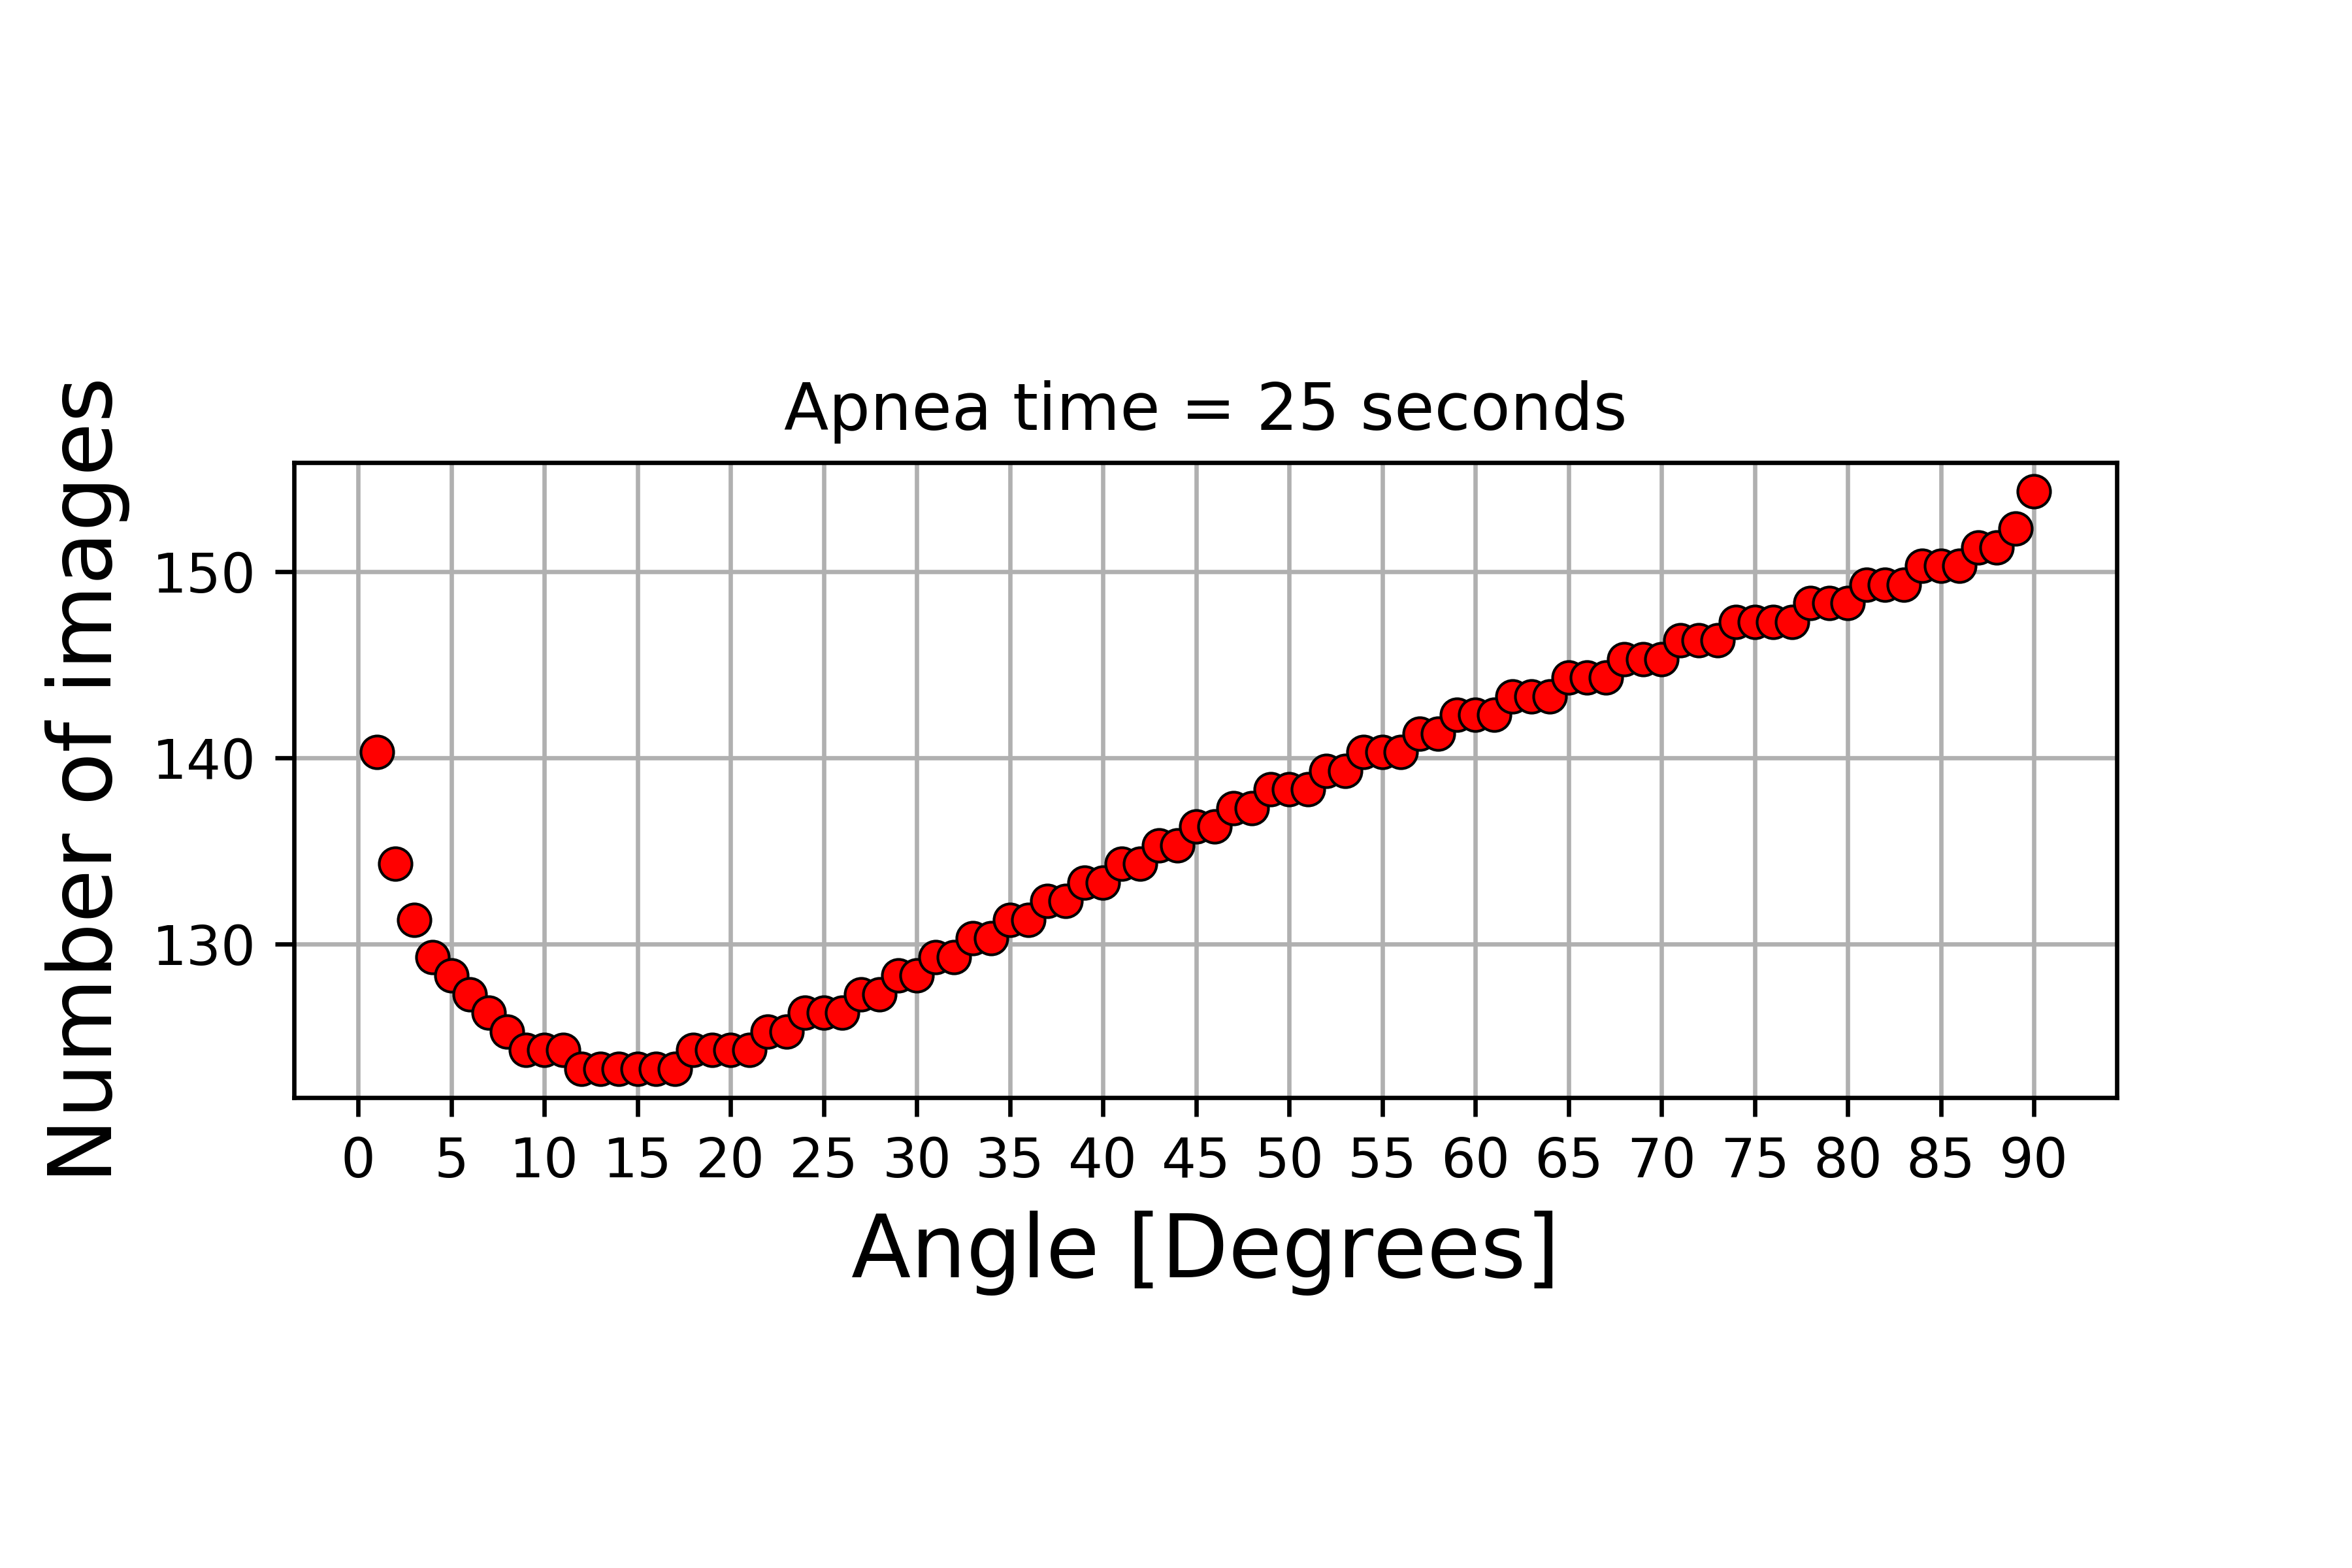 Apnea time = 25 seconds
Number of images
150
140
130
0 5 10 15 20 25 30 35 40 45 50 55 60 65 70 75 80 85 90
Angle [Degrees]